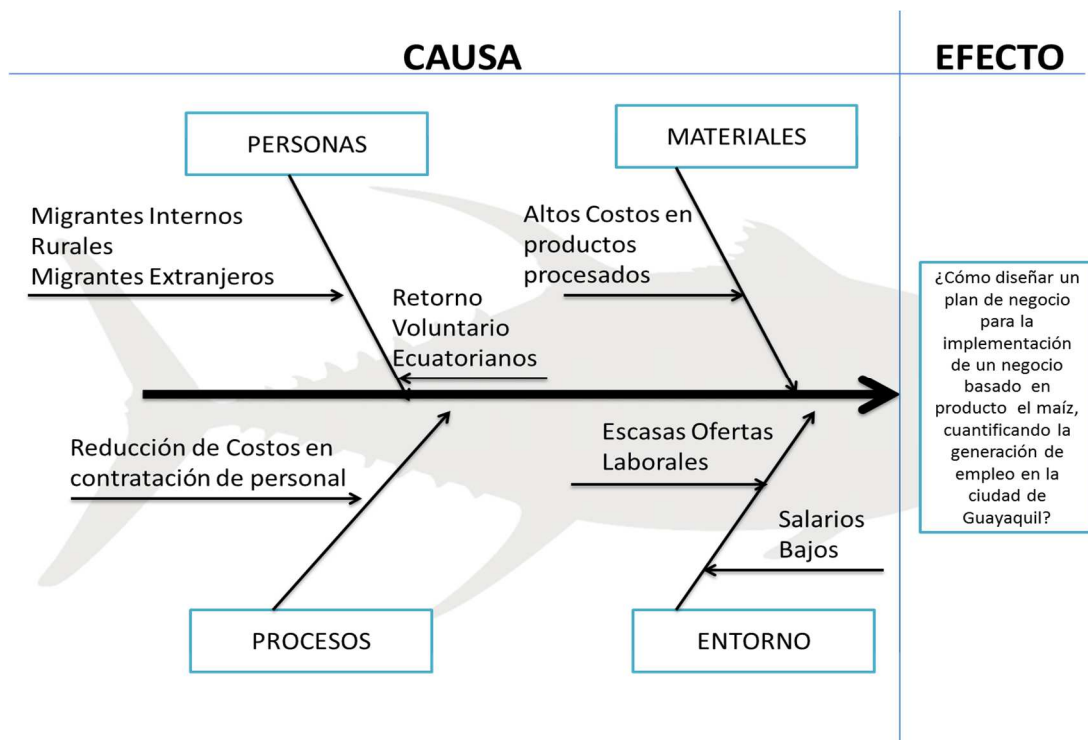 CAUSA
EFECTO
PERSONAS
MATERIALES
Migrantes Internos
Rurales
Migrantes Extranjeros
Altos Costos en
productos
procesados
Retorno
Voluntario
Ecuatorianos
¿Cómo diseñar un
plan de negocio
para la
implementación
de un negocio
basado en
producto el maíz,
cuantificando la
generación de
empleo en la
ciudad de
Guayaquil?
Reducción de Costos en
contratación de personal
Escasas Ofertas
Laborales
Salarios
Bajos
PROCESOS
ENTORNO